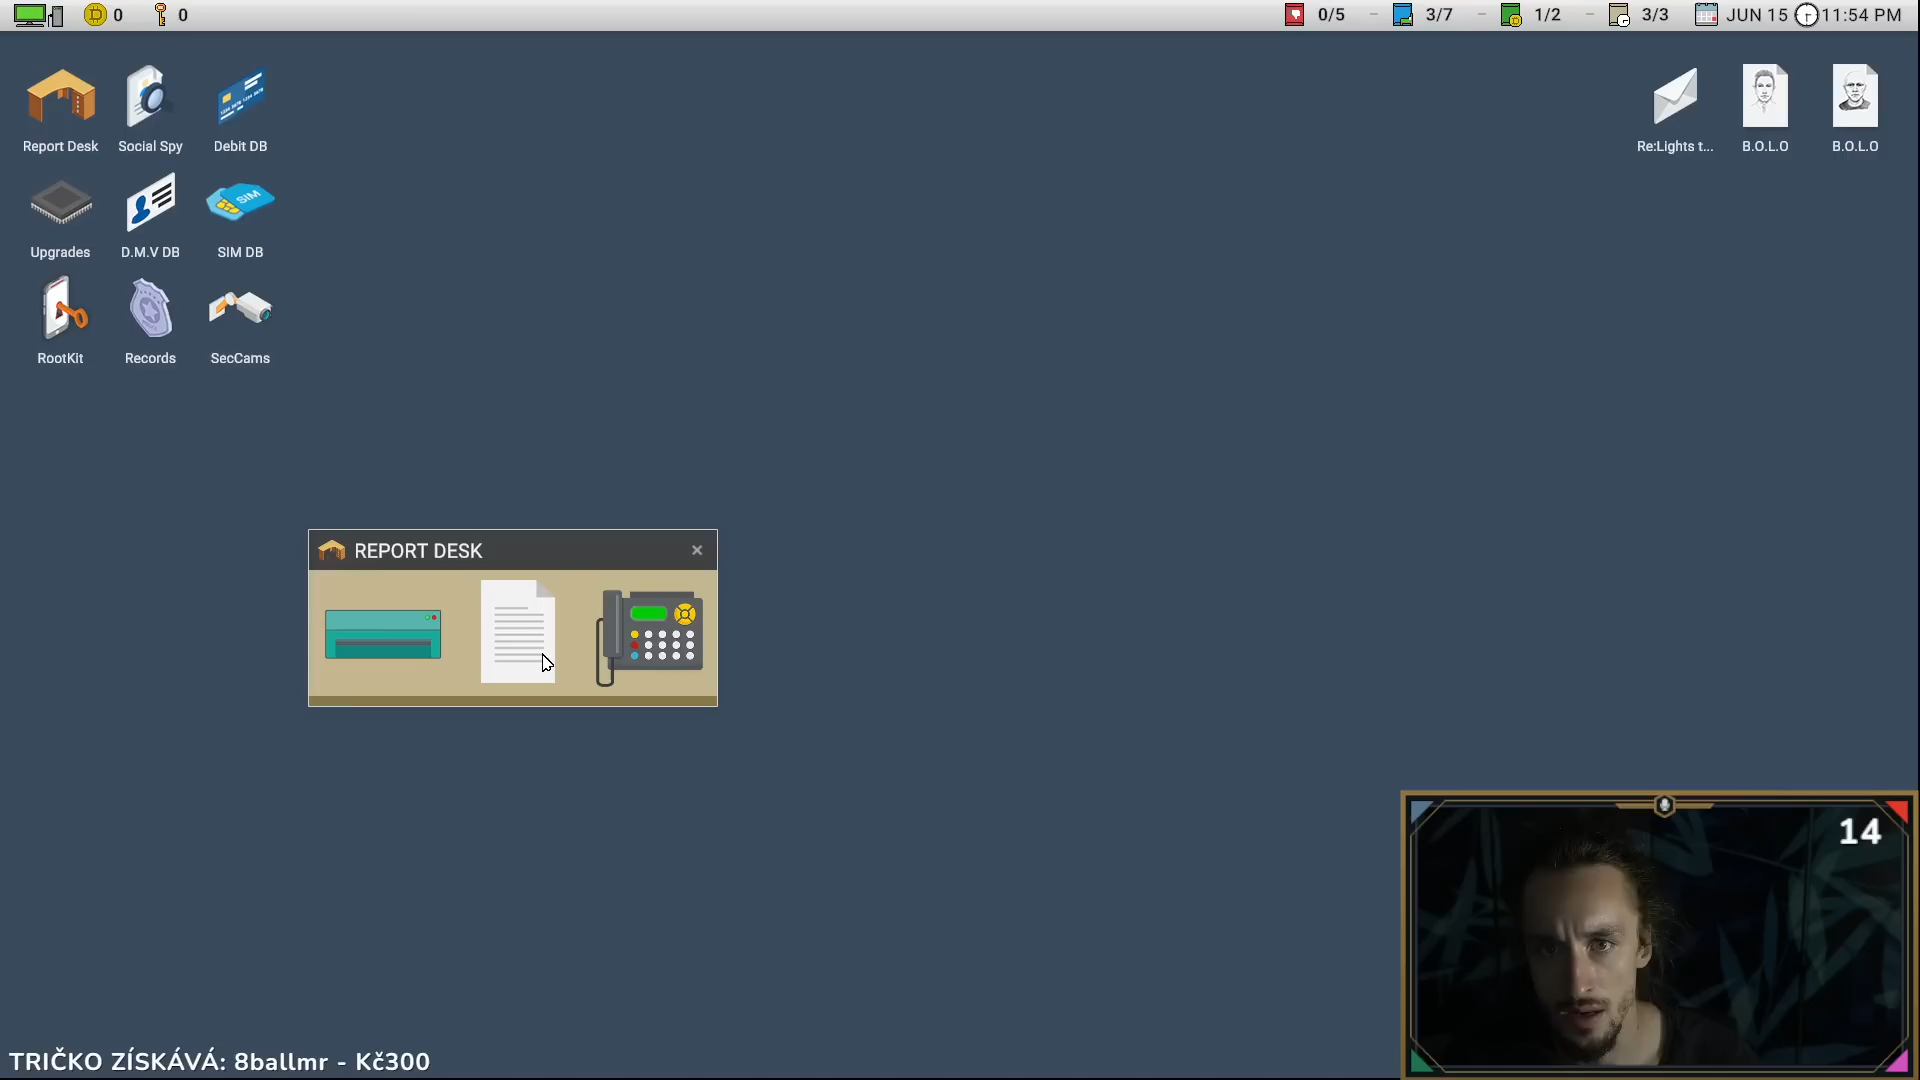 0
0
0/5
3/7
1/2
3/3
JUN 15
11:54 PM
Report Desk
Social Spy
Debit DB
Re:Lights t...
B.O.L.O
B.O.L.O
Upgrades
D.M.V DB
SIM
SIM DB
RootKit
Records
SecCams
REPORT DESK
14
TRIČKO ZÍSKÁVÁ: 8ballmr - Kč300